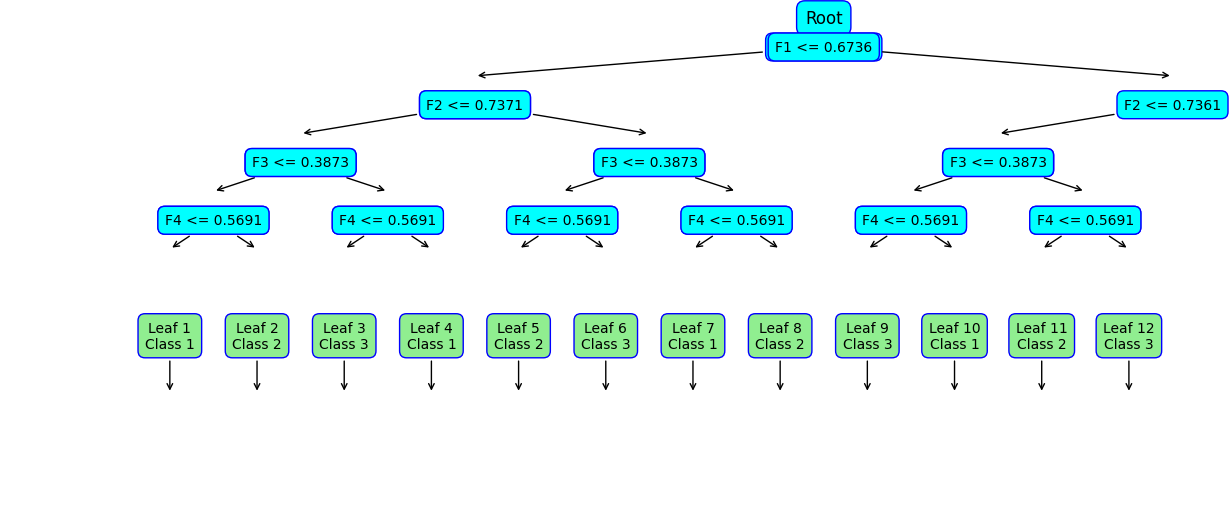 Root
F1 <= 0.6736
F2 <= 0.7371
F2 <= 0.7361
F3 <= 0.3873
F3 <= 0.3873
F3 <= 0.3873
F4 <= 0.5691
F4 <= 0.5691
F4 <= 0.5691
F4 <= 0.5691
F4 <= 0.5691
F4 <= 0.5691
Leaf 1
Class 1
Leaf 2
Class 2
Leaf 3
Class 3
Leaf 4
Class 1
Leaf 5
Class 2
Leaf 6
Class 3
Leaf 7
Class 1
Leaf 8
Class 2
Leaf 9
Class 3
Leaf 10
Class 1
Leaf 11
Class 2
Leaf 12
Class 3